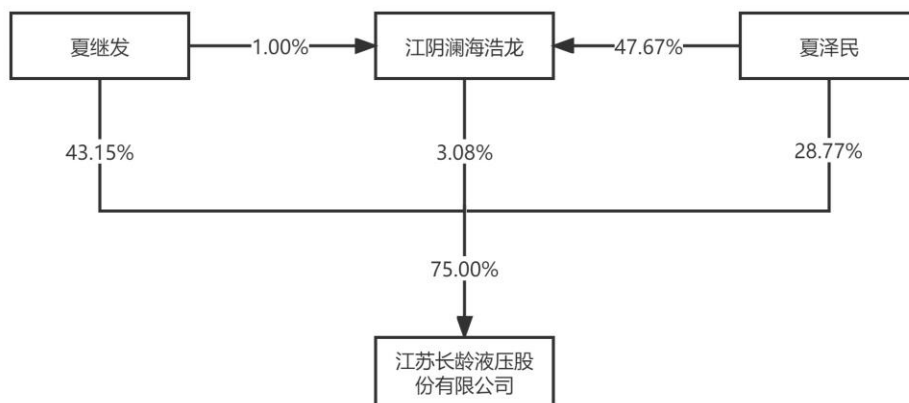 夏继发
1.00%
江阴澜海浩龙
47.67%
夏泽民
43.15%
3.08%
28.77%
75.00%
江苏长龄液压股
份有限公司